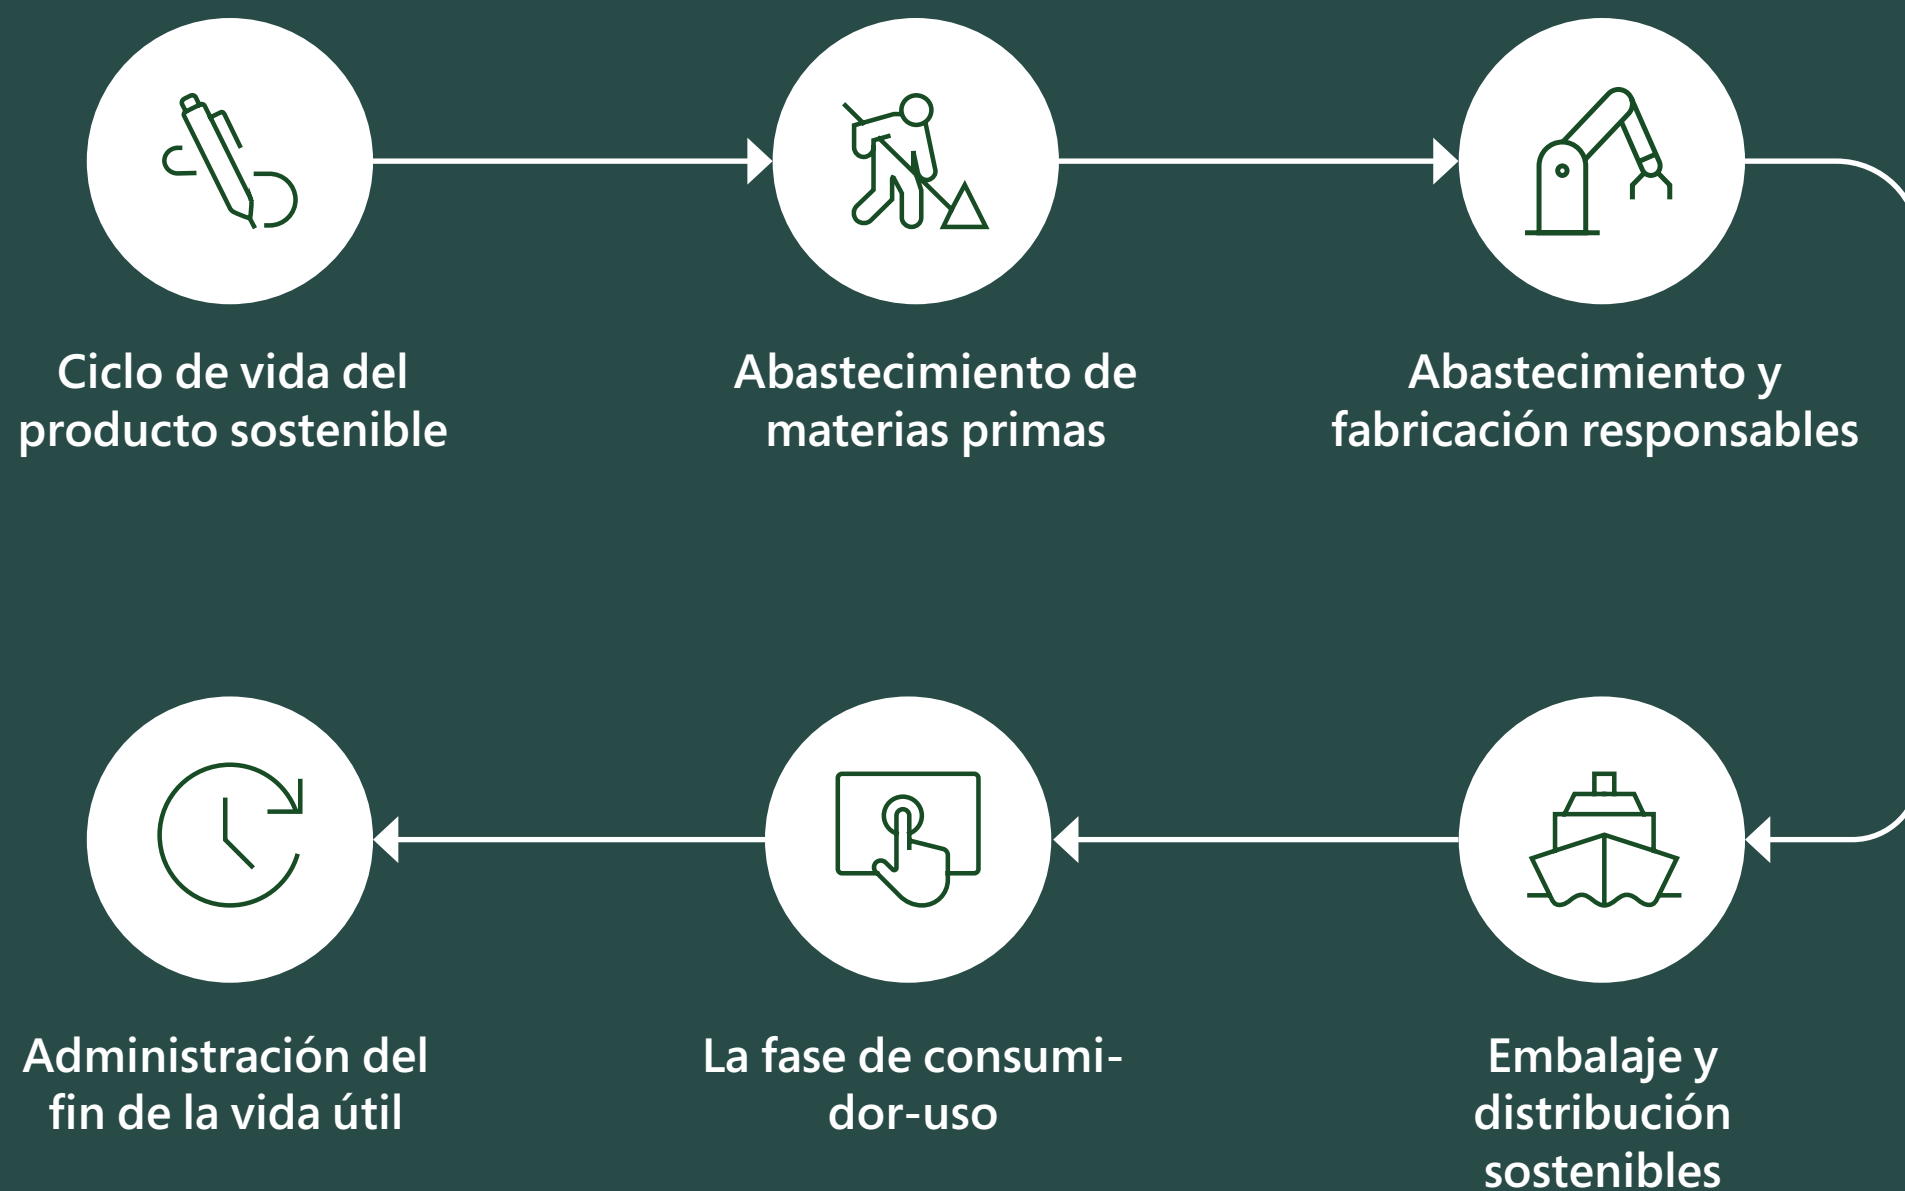 Ciclo de vida del
producto sostenible
Abastecimiento de
materias primas
Abastecimiento y
fabricación responsables
Administración del
fin de la vida útil
La fase de consumi-
dor-uso
Embalaje y
distribución
sostenibles